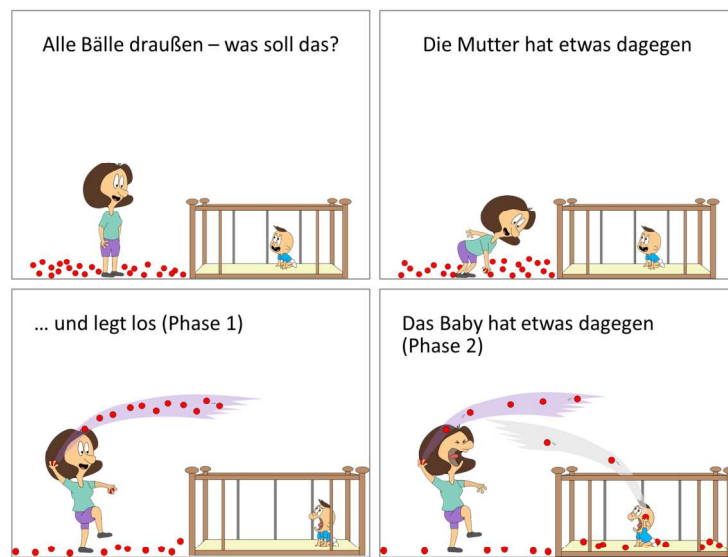 Alle Bälle draußen – was soll das?
Die Mutter hat etwas dagegen
... und legt los (Phase 1)
Das Baby hat etwas dagegen
(Phase 2)